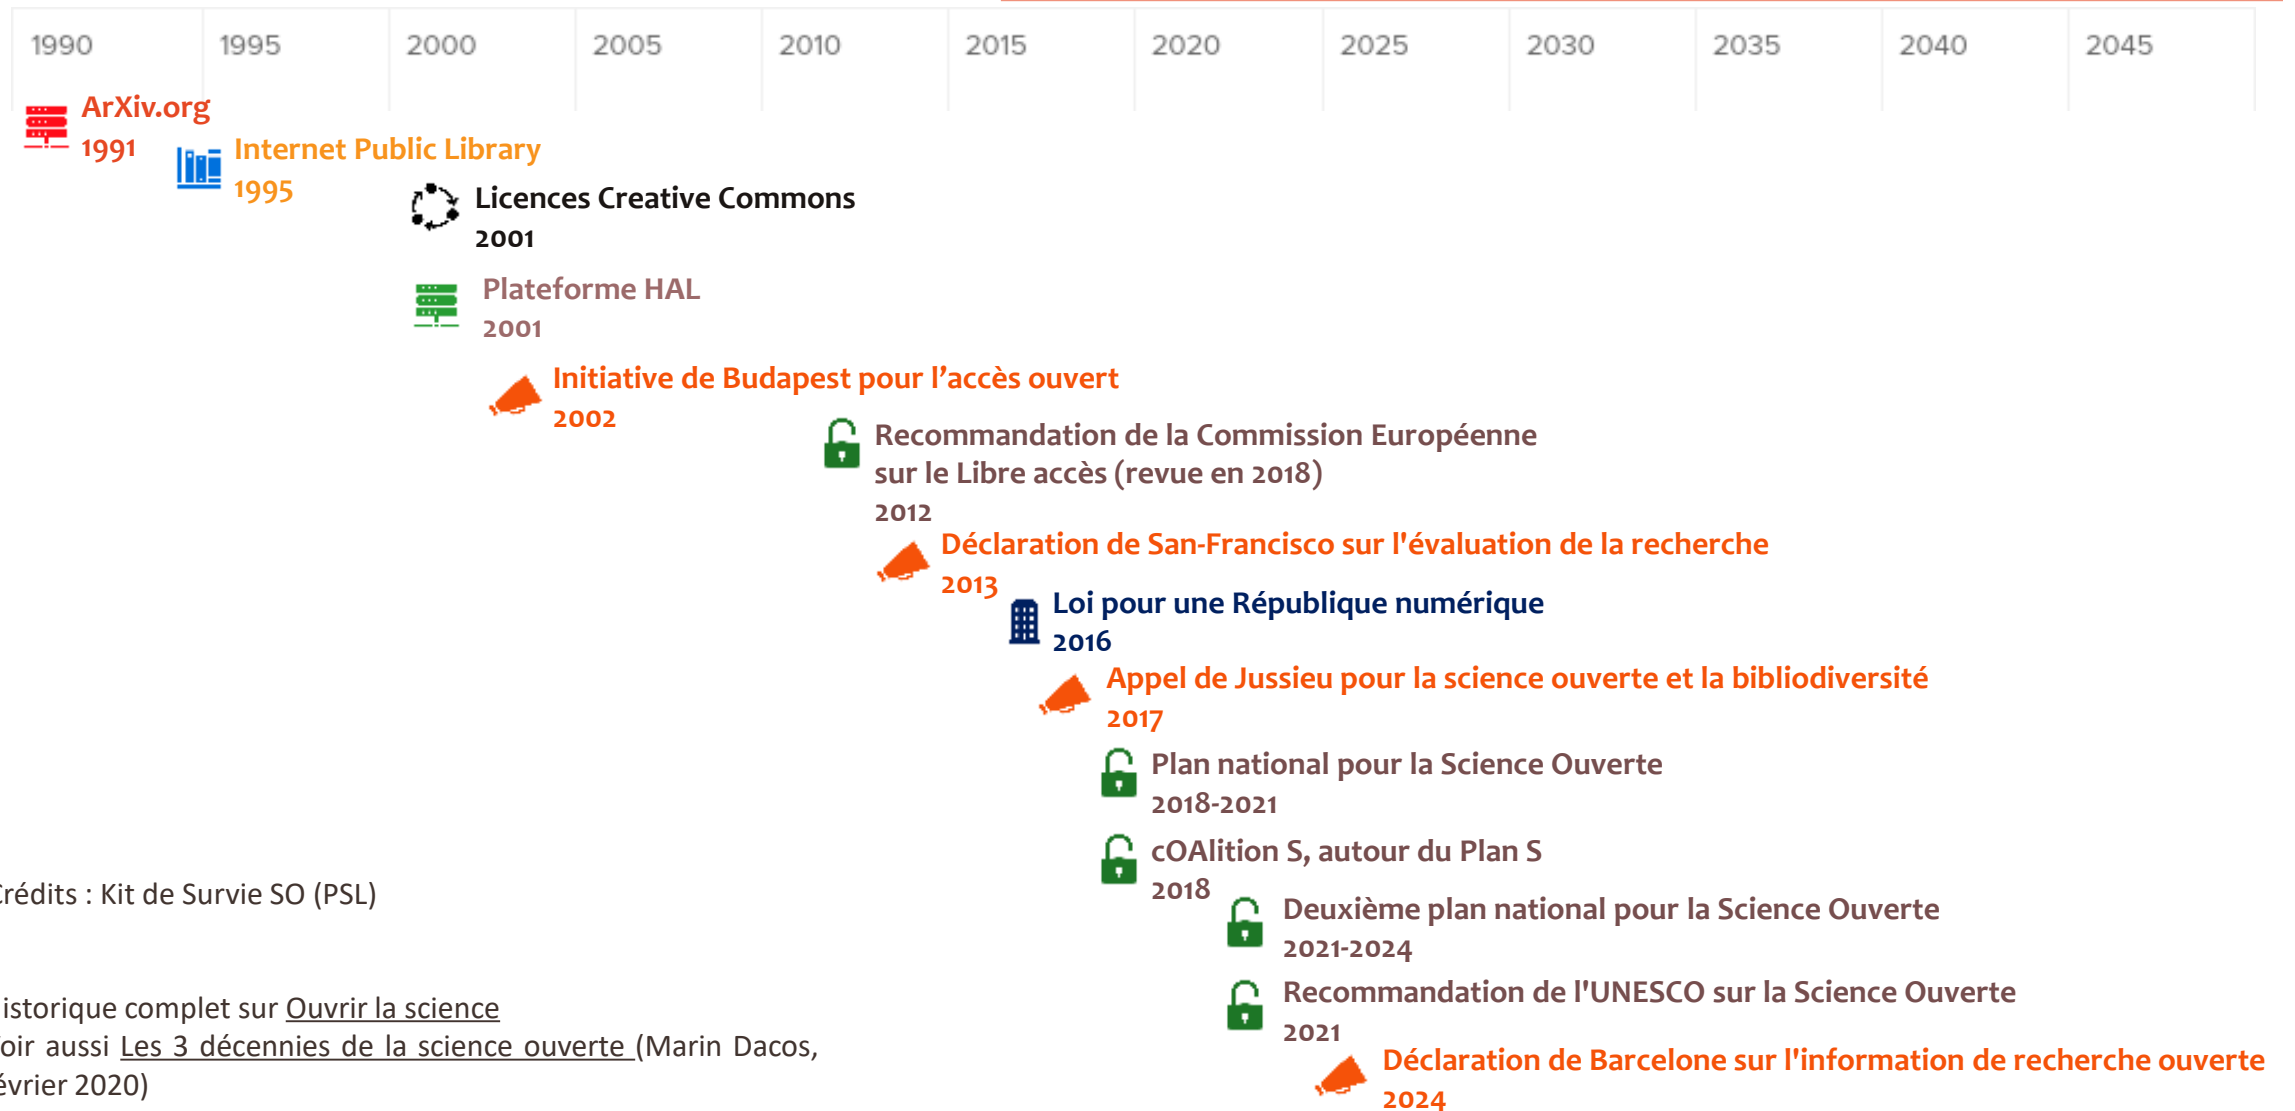 1990 1995 2000 2005 2010 2015 2020 2025 2030 2035 2040 2045
ArXiv.org
1991
Internet Public Library
1995
Licences Creative Commons
2001
Plateforme HAL
2001
Initiative de Budapest pour l’accès ouvert
2002
Recommandation de la Commission Européenne
sur le Libre accès (revue en 2018)
2012
Déclaration de San-Francisco sur l'évaluation de la recherche
2013
Loi pour une République numérique
2016
Appel de Jussieu pour la science ouverte et la bibliodiversité
2017
Plan national pour la Science Ouverte
2018-2021
cOAlition S, autour du Plan S
2018
Deuxième plan national pour la Science Ouverte
2021-2024
Recommandation de l'UNESCO sur la Science Ouverte
2021
Déclaration de Barcelone sur l'information de recherche ouverte
2024
Crédits : Kit de Survie SO (PSL)
istorique complet sur Ouvrir la science
oir aussi Les 3 décennies de la science ouverte (Marin Dacos,
évrier 2020)